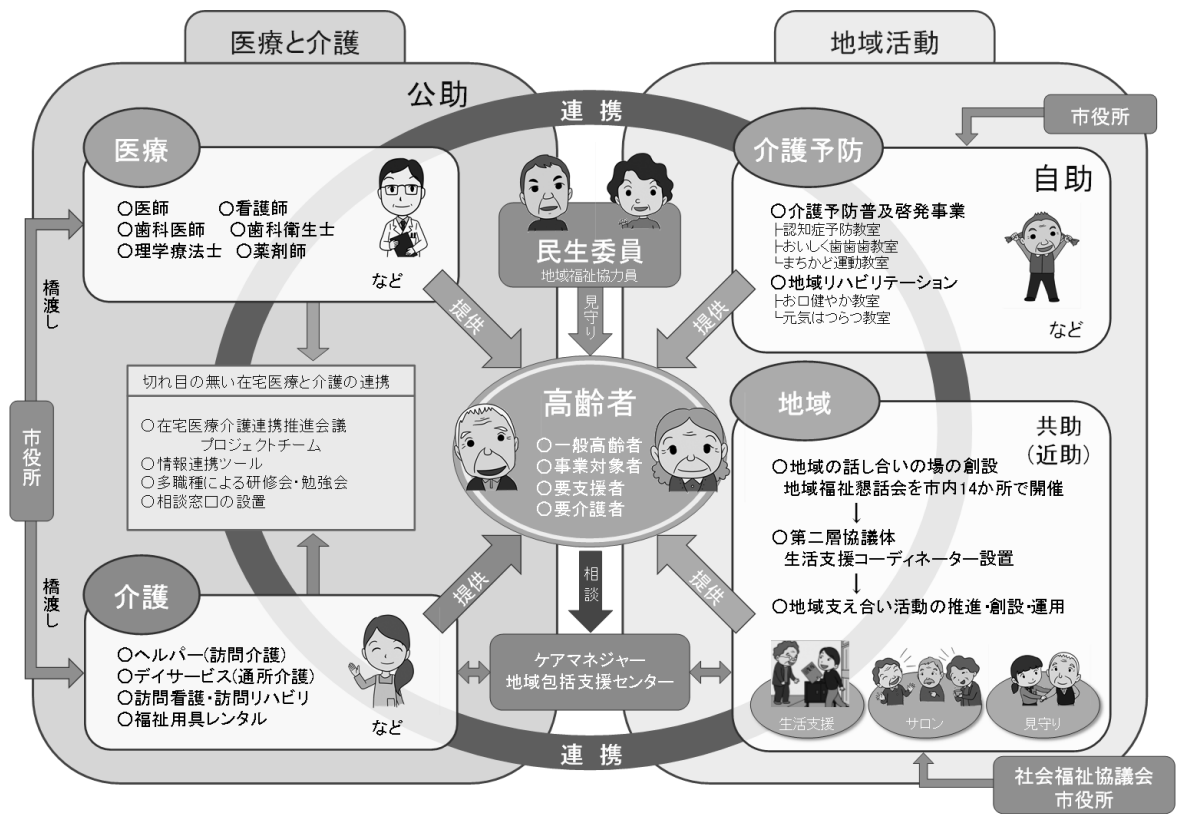 医療と介護
公助
医療
○医師　○看護師
○歯科医師　○歯科衛生士
○理学療法士　○薬剤師
など
橋渡し
市役所
橋渡し
切れ目の無い在宅医療と介護の連携
○在宅医療介護連携推進会議
プロジェクトチーム
○情報連携ツール
○多職種による研修会・勉強会
○相談窓口の設置
介護
○ヘルパー(訪問介護)
○デイサービス(通所介護)
○訪問看護・訪問リハビリ
○福祉用具レンタル
など
連携
民生委員
地域福祉協力員
見守り
提供
提供
高齢者
○一般高齢者
○事業対象者
○要支援者
○要介護者
提供
提供
相談
ケアマネジャー
地域包括支援センター
連携
地域活動
市役所
介護予防
自助
○介護予防普及啓発事業
├認知症予防教室
├おいしく歯歯歯教室
└まちかど運動教室
○地域リハビリテーション
├お口健やか教室
└元気はつらつ教室
など
地域
共助
(近助)
○地域の話し合いの場の創設
地域福祉懇話会を市内14か所で開催
↓
○第二層協議体
生活支援コーディネーター設置
↓
○地域支え合い活動の推進・創設・運用
生活支援
サロン
見守り
社会福祉協議会
市役所